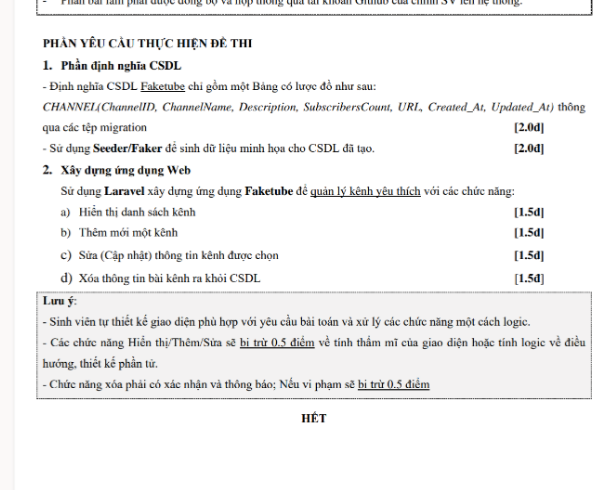 - Phần bài làm phải được đồng bộ và nộp thông qua tài khoản Github của chính SV lên hệ thống.
PHẦN YÊU CẦU THỰC HIỆN ĐỀ THI
1. Phần định nghĩa CSDL
- Định nghĩa CSDL Faketube chỉ gồm một Bảng có lược đồ như sau:
CHANNEL(ChannelID, ChannelName, Description, SubscribersCount, URL, Created_At, Updated_At) thông
qua các tệp migration [2.0đ]
- Sử dụng Seeder/Faker để sinh dữ liệu minh họa cho CSDL đã tạo. [2.0đ]
2. Xây dựng ứng dụng Web
Sử dụng Laravel xây dựng ứng dụng Faketube để quản lý kênh yêu thích với các chức năng:
a) Hiển thị danh sách kênh [1.5đ]
b) Thêm mới một kênh [1.5đ]
c) Sửa (Cập nhật) thông tin kênh được chọn [1.5đ]
d) Xóa thông tin bài kênh ra khỏi CSDL [1.5đ]
Lưu ý:
- Sinh viên tự thiết kế giao diện phù hợp với yêu cầu bài toán và xử lý các chức năng một cách logic.
- Các chức năng Hiển thị/Thêm/Sửa sẽ bị trừ 0.5 điểm về tính thẩm mĩ của giao diện hoặc tính logic về điều
hướng, thiết kế phần tử.
- Chức năng xóa phải có xác nhận và thông báo; Nếu vi phạm sẽ bị trừ 0.5 điểm
HẾT